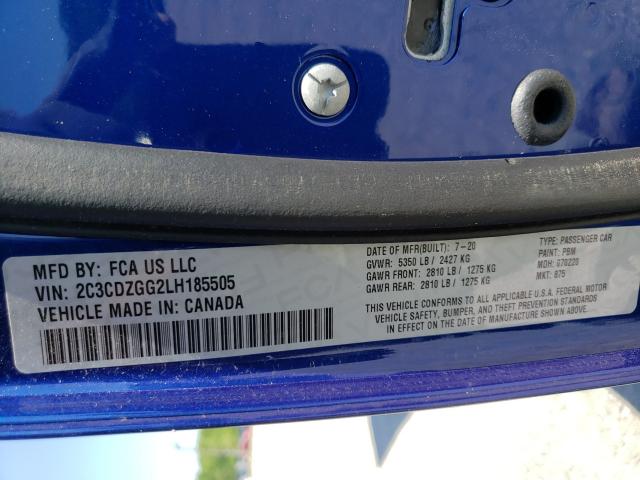 MFD BY: FCA US LLC
VIN: 2C3CDZGG2LH185505
VEHICLE MADE IN: CANADA
DATE OF MFR(BUILT): 7-20
GVWR: 5350 LB / 2427 KG
GAWR FRONT: 2810 LB / 1275 KG
GAWR REAR: 2810 LB / 1275 KG
TYPE: PASSENGER CAR
PAINT: PBM
MDH: 070220
MKT: 875
THIS VEHICLE CONFORMS TO ALL APPLICABLE U.S.A. FEDERAL MOTOR
VEHICLE SAFETY, BUMPER, AND THEFT PREVENTION STANDARDS
IN EFFECT ON THE DATE OF MANUFACTURE SHOWN ABOVE.